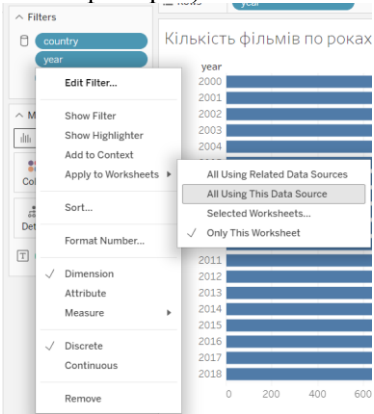 Filters
country
year
Кількість фільмів по роках
year
2000
2001
2002
2003
2004
Edit Filter...
Show Filter
Show Highlighter
Add to Context
Apply to Worksheets
Sort...
Format Number...
Dimension
Attribute
Measure
Discrete
Continuous
Remove
All Using Related Data Sources
All Using This Data Source
Selected Worksheets...
Only This Worksheet
M
Col
Det
T
2011
2012
2013
2014
2015
2016
2017
2018
0 200 400 600